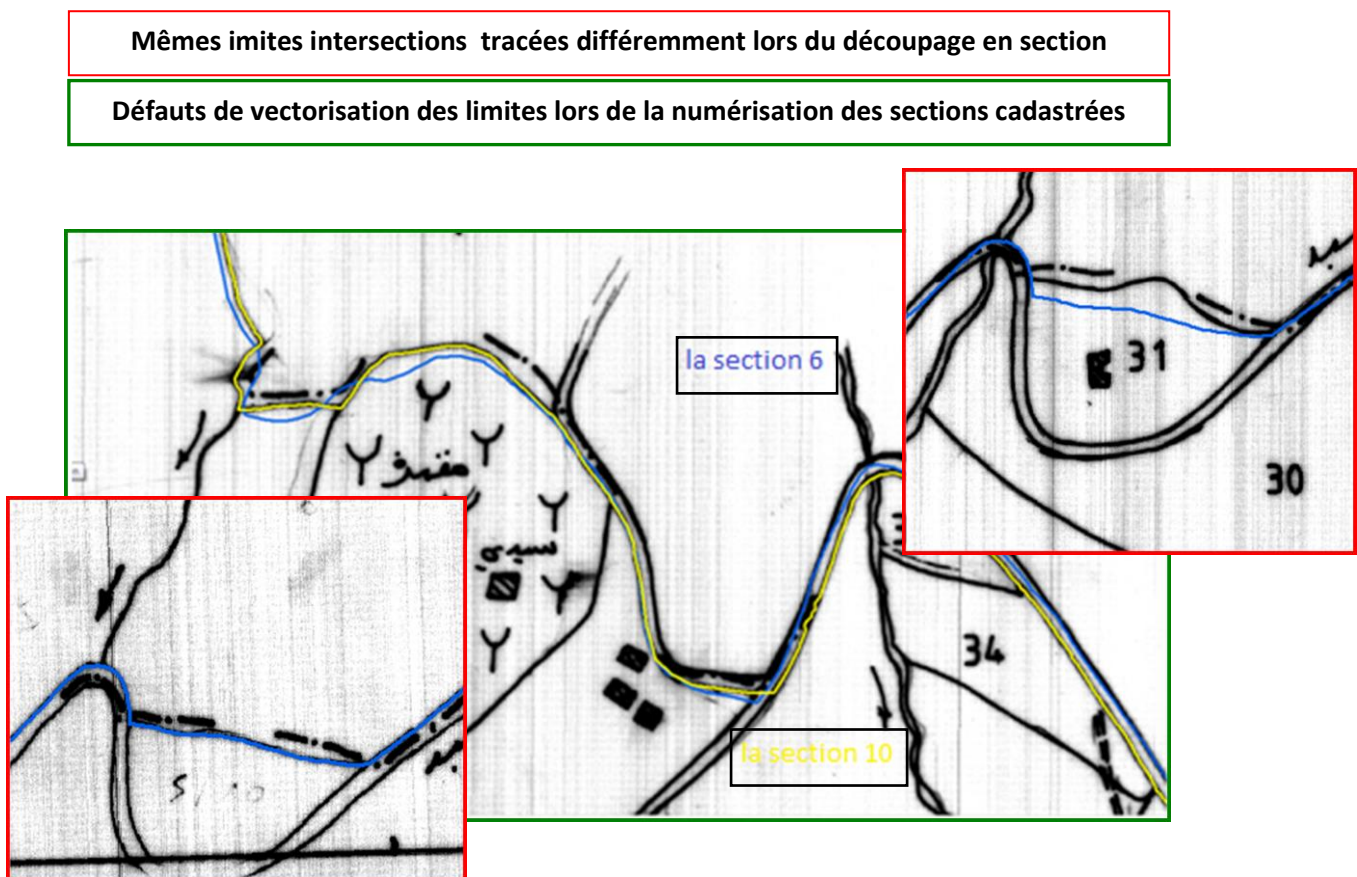 Mêmes imites intersections tracées différemment lors du découpage en section
Défauts de vectorisation des limites lors de la numérisation des sections cadastrées
la section 6
31
30
34
la section 10